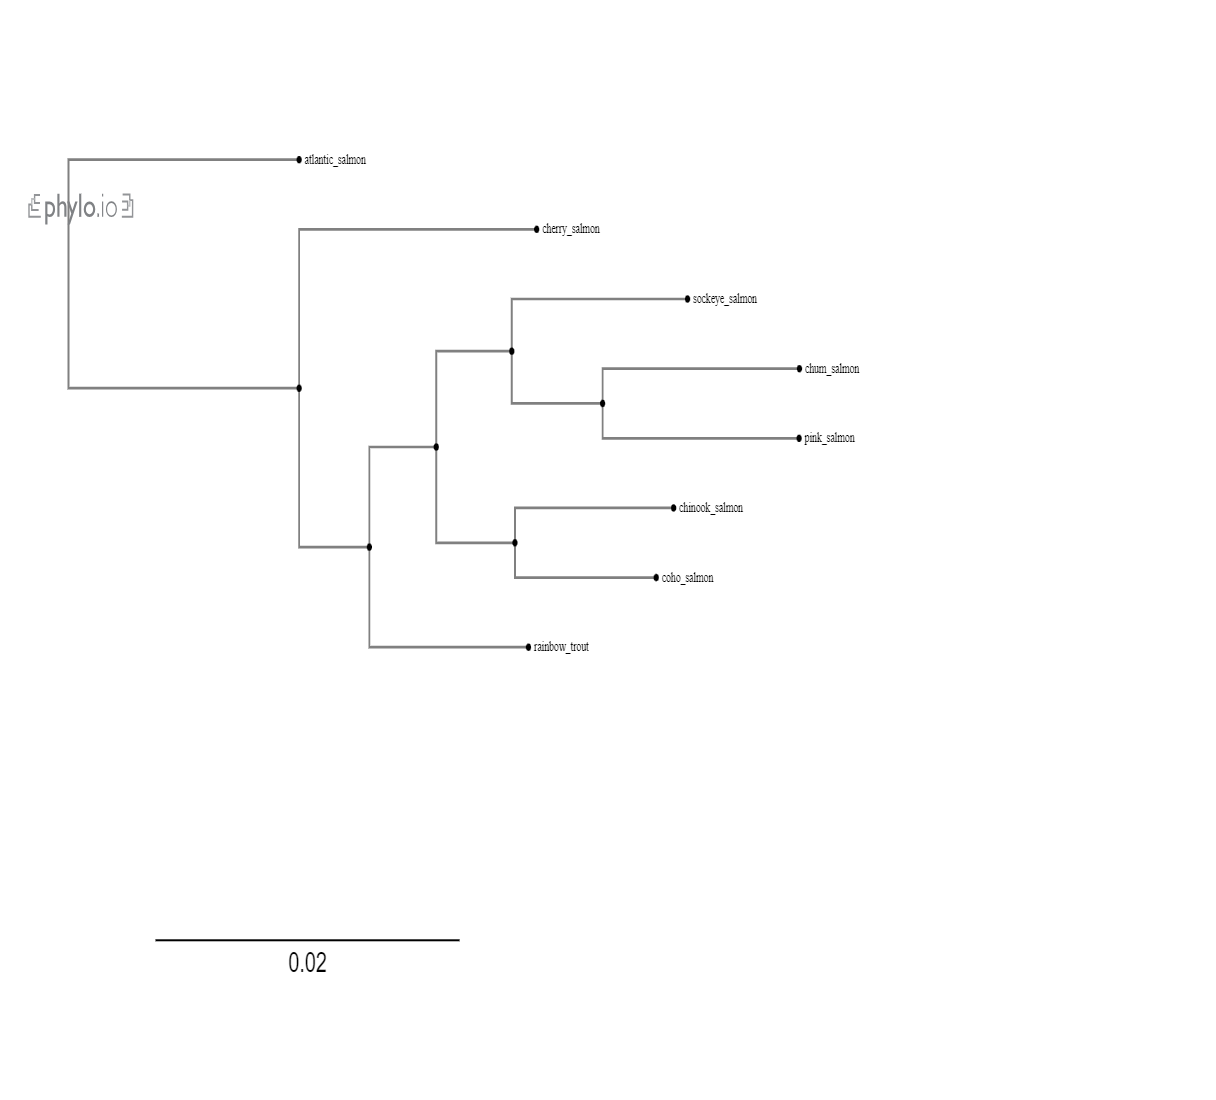 atlantic_salmon
phylo.io
cherry_salmon
sockeye_salmon
chum_salmon
pink_salmon
chinook_salmon
coho_salmon
rainbow_trout
0.02